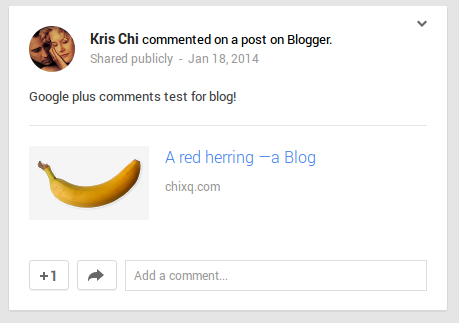 Kris Chi commented on a post on Blogger.
Shared publicly - Jan 18, 2014
Google plus comments test for blog!
A red herring —a Blog
chixq.com
+1
Add a comment...